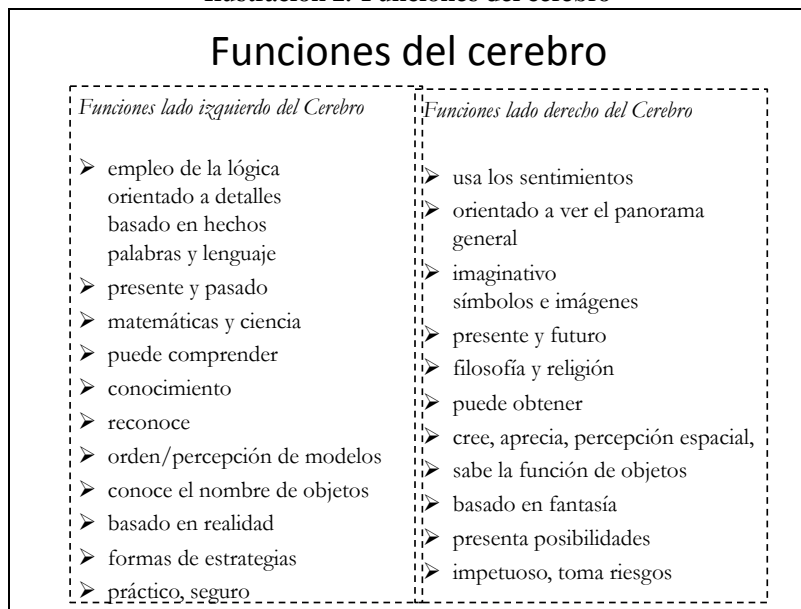 Funciones del cerebro
Funciones lado izquierdo del Cerebro
➢ empleo de la lógica
orientado a detalles
basado en hechos
palabras y lenguaje
➢ presente y pasado
➢ matemáticas y ciencia
➢ puede comprender
➢ conocimiento
➢ reconoce
➢ orden/percepción de modelos
➢ conoce el nombre de objetos
➢ basado en realidad
➢ formas de estrategias
➢ práctico, seguro
Funciones lado derecho del Cerebro
➢ usa los sentimientos
➢ orientado a ver el panorama
general
➢ imaginativo
símbolos e imágenes
➢ presente y futuro
➢ filosofía y religión
➢ puede obtener
➢ cree, aprecia, percepción espacial,
➢ sabe la función de objetos
➢ basado en fantasía
➢ presenta posibilidades
➢ impetuoso, toma riesgos